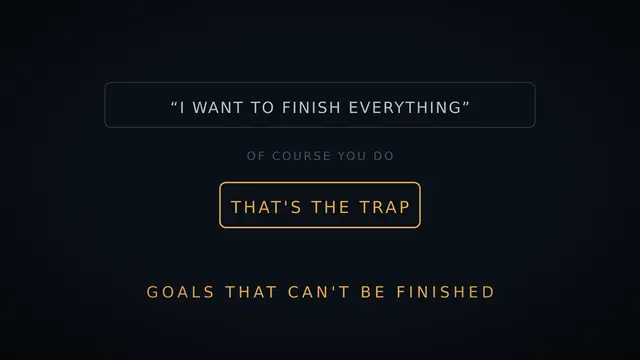 “I WANT TO FINISH EVERYTHING”
OF COURSE YOU DO
THAT'S THE TRAP
GOALS THAT CAN'T BE FINISHED